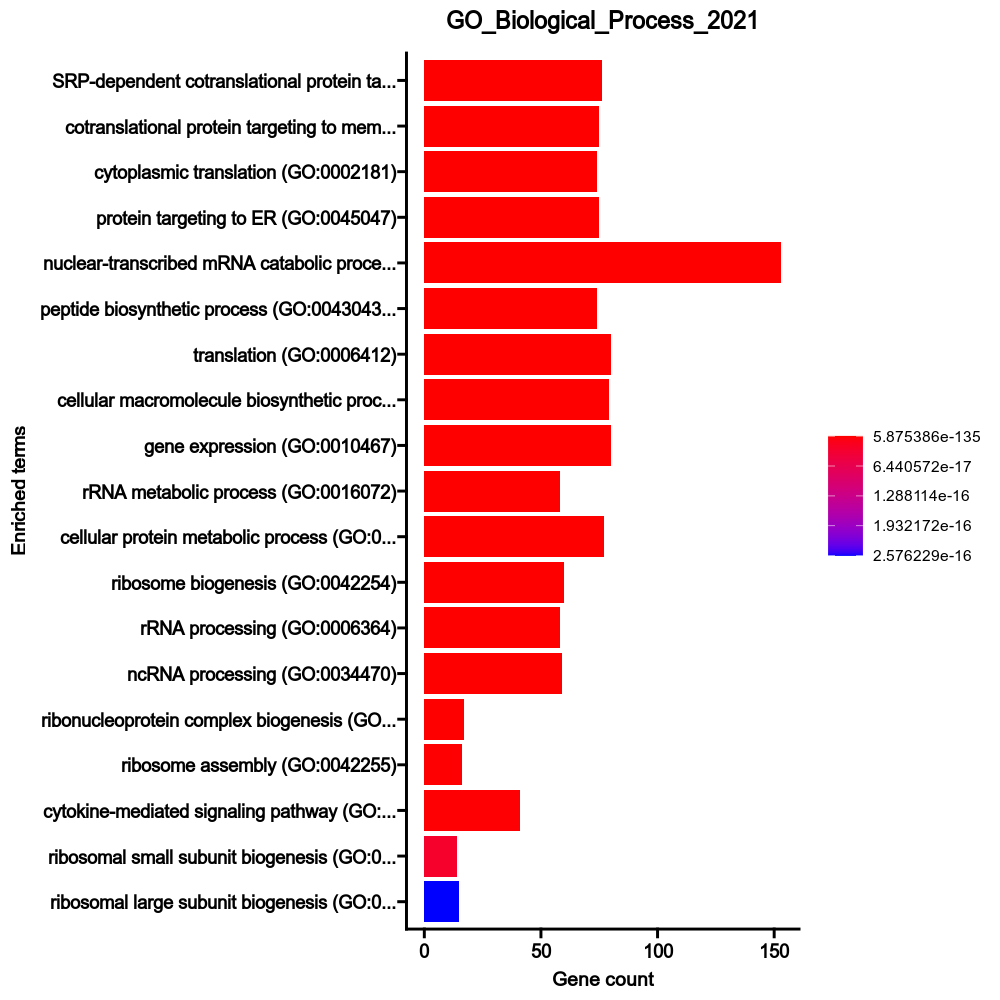 GO_Biological_Process_2021
SRP-dependent cotranslational protein ta...
cotranslational protein targeting to mem...
cytoplasmic translation (GO:0002181)
protein targeting to ER (GO:0045047)
nuclear-transcribed mRNA catabolic proce...
peptide biosynthetic process (GO:0043043...
translation (GO:0006412)
cellular macromolecule biosynthetic proc...
gene expression (GO:0010467)
rRNA metabolic process (GO:0016072)
cellular protein metabolic process (GO:0...
ribosome biogenesis (GO:0042254)
rRNA processing (GO:0006364)
ncRNA processing (GO:0034470)
ribonucleoprotein complex biogenesis (GO...
ribosome assembly (GO:0042255)
cytokine-mediated signaling pathway (GO:...
ribosomal small subunit biogenesis (GO:0...
ribosomal large subunit biogenesis (GO:0...
Enriched terms
0 50 100 150
Gene count
5.875386e-135
6.440572e-17
1.288114e-16
1.932172e-16
2.576229e-16